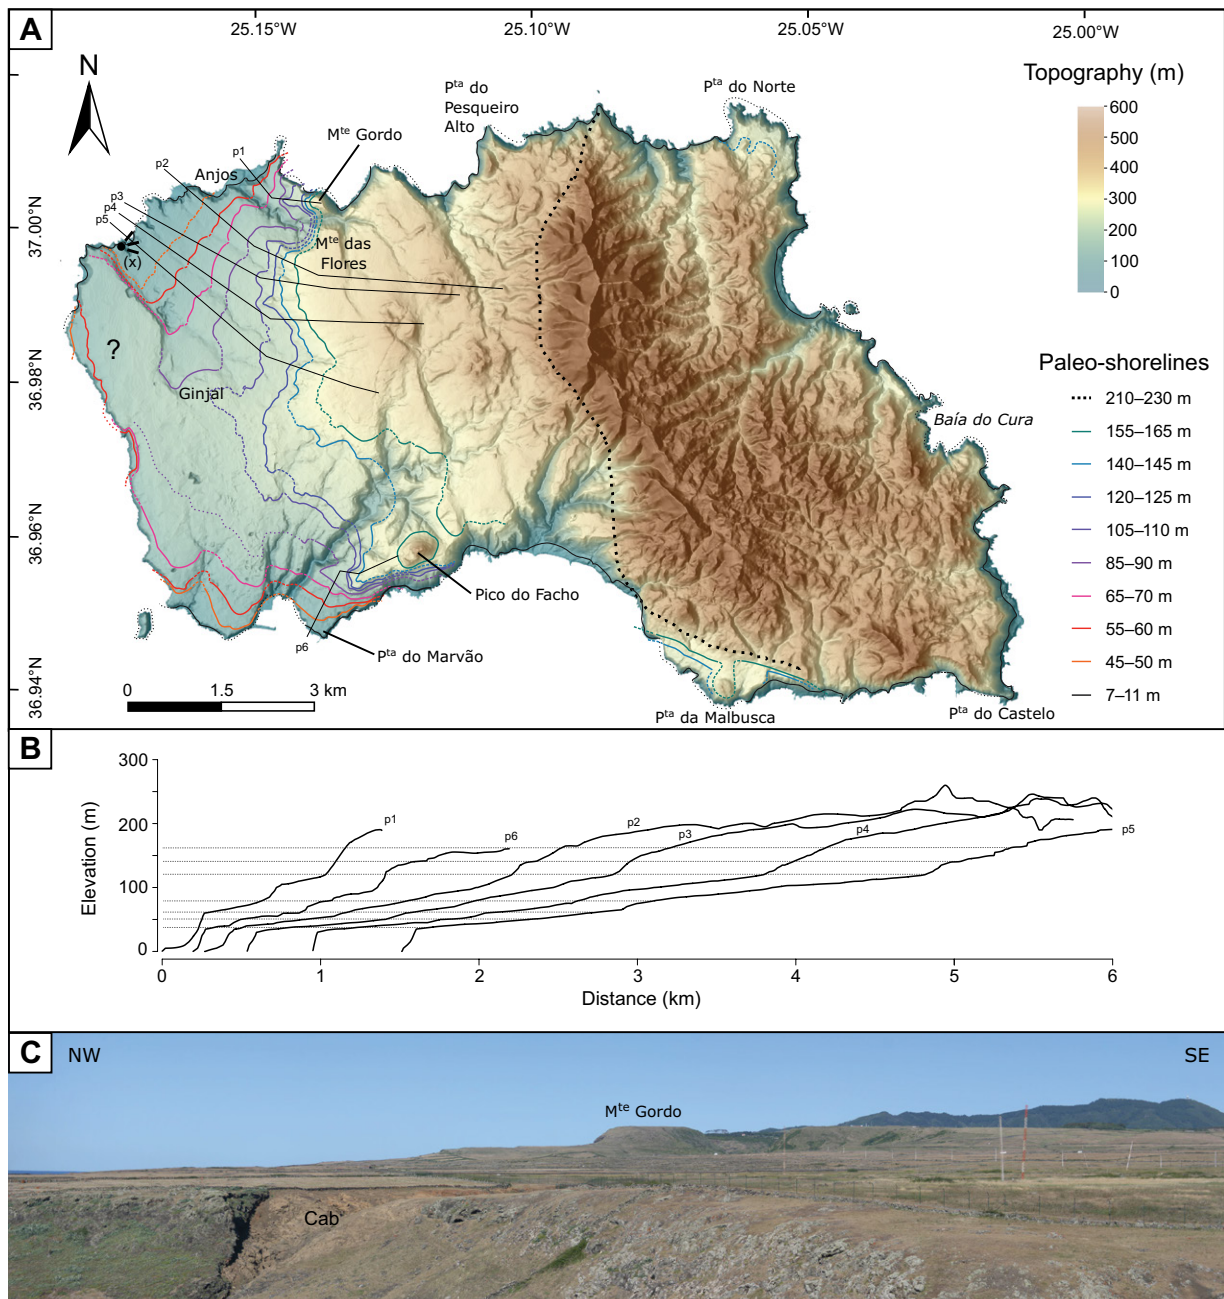 A
25.15°W
25.10°W
25.05°W
25.00°W
N
Pta do
Pesqueiro
Alto
Pta do Norte
Topography (m)
600
500
400
300
200
100
0
Mte Gordo
p1
p2
Anjos
p3
p4
p5
(x)
Mte das
Flores
37.00°N
36.98°N
36.96°N
36.94°N
?
Ginjal
Baía do Cura
Paleo-shorelines
210–230 m
155–165 m
140–145 m
120–125 m
105–110 m
85–90 m
65–70 m
55–60 m
45–50 m
7–11 m
Pico do Facho
p6
Pta do Marvão
0 1.5 3 km
Pta da Malbusca
Pta do Castelo
B
Elevation (m)
300
200
100
0
p1
p6
p2
p3
p4
p5
0 1 2 3 4 5 6
Distance (km)
C
NW
SE
Mte Gordo
Cab